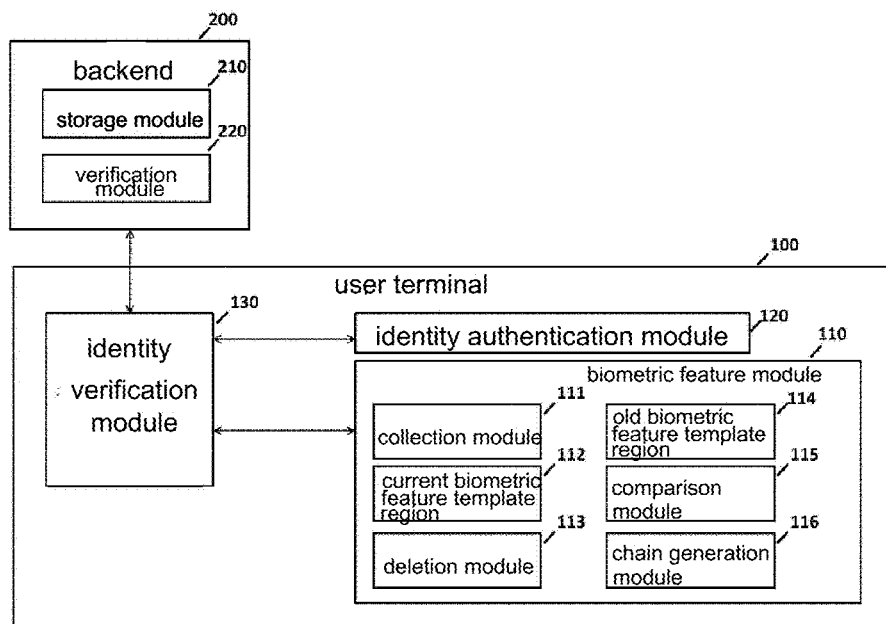 200
backend
210
storage module
220
verification
module
100
user terminal
130
identity
verification
module
120
identity authentication module
110
biometric feature module
111
collection module
114
old biometric
feature template
region
112
current biometric
feature template
region
115
comparison
module
113
deletion module
116
chain generation
module